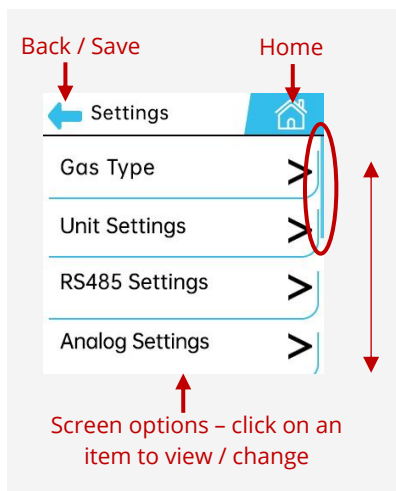 Back / Save
Home
Settings
Gas Type
Unit Settings
RS485 Settings
Analog Settings
Screen options – click on an
item to view / change